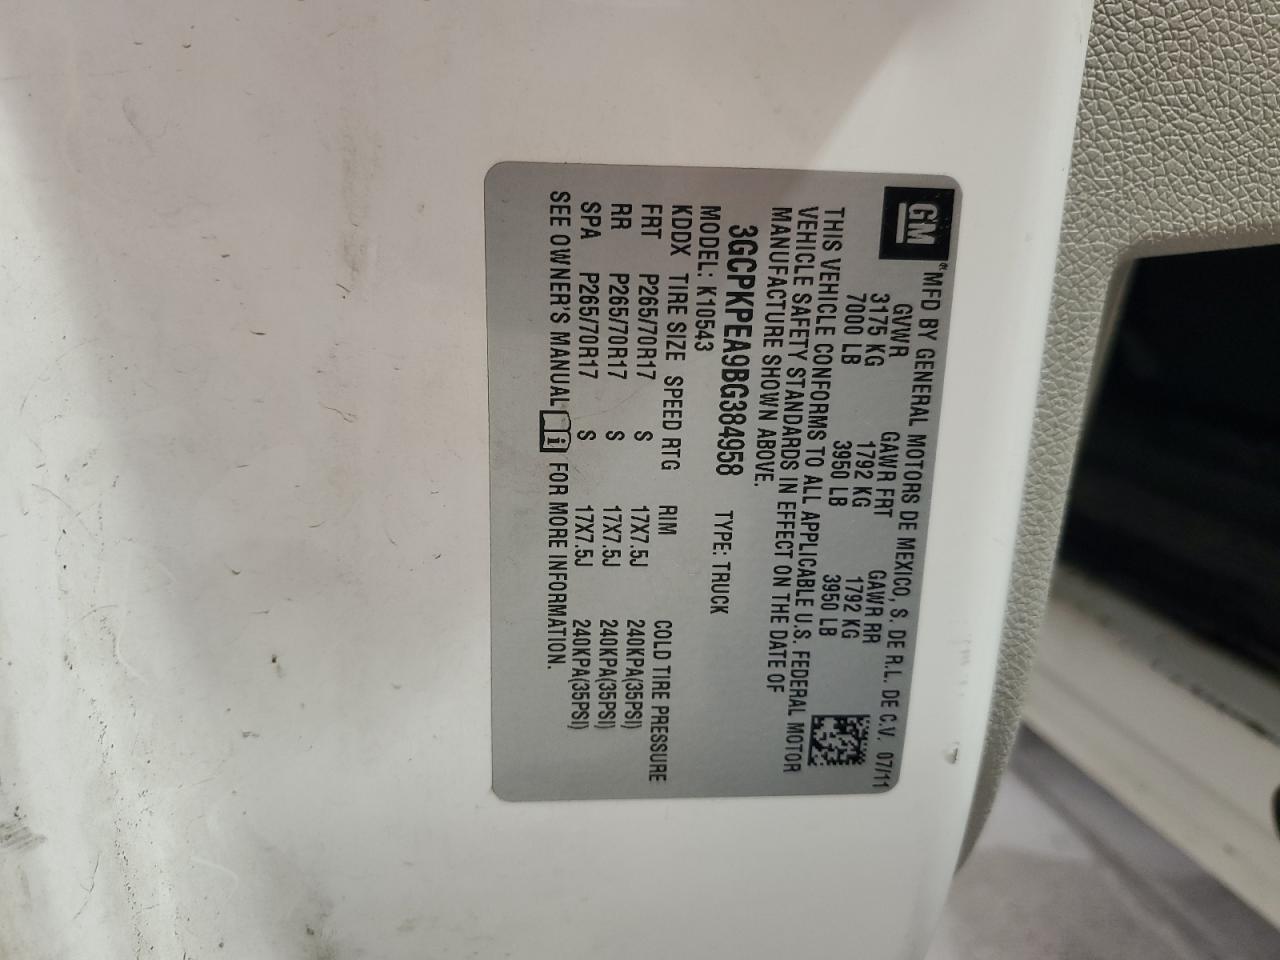 GM
MFD BY GENERAL MOTORS DE MEXICO, S. DE R.L. DE C.V. 07/11
GVWR GAWR FRT GAWR RR
3175 KG 1792 KG 1792 KG
7000 LB 3950 LB 3950 LB
THIS VEHICLE CONFORMS TO ALL APPLICABLE U.S. FEDERAL MOTOR
VEHICLE SAFETY STANDARDS IN EFFECT ON THE DATE OF
MANUFACTURE SHOWN ABOVE.
3GCPKPEA9BG384958 TYPE: TRUCK
MODEL: K10543
KDDX TIRE SIZE SPEED RTG RIM COLD TIRE PRESSURE
FRT P265/70R17 S 17X7.5J 240KPA(35PSI)
RR P265/70R17 S 17X7.5J 240KPA(35PSI)
SPA P265/70R17 S 17X7.5J 240KPA(35PSI)
SEE OWNER'S MANUAL i FOR MORE INFORMATION.